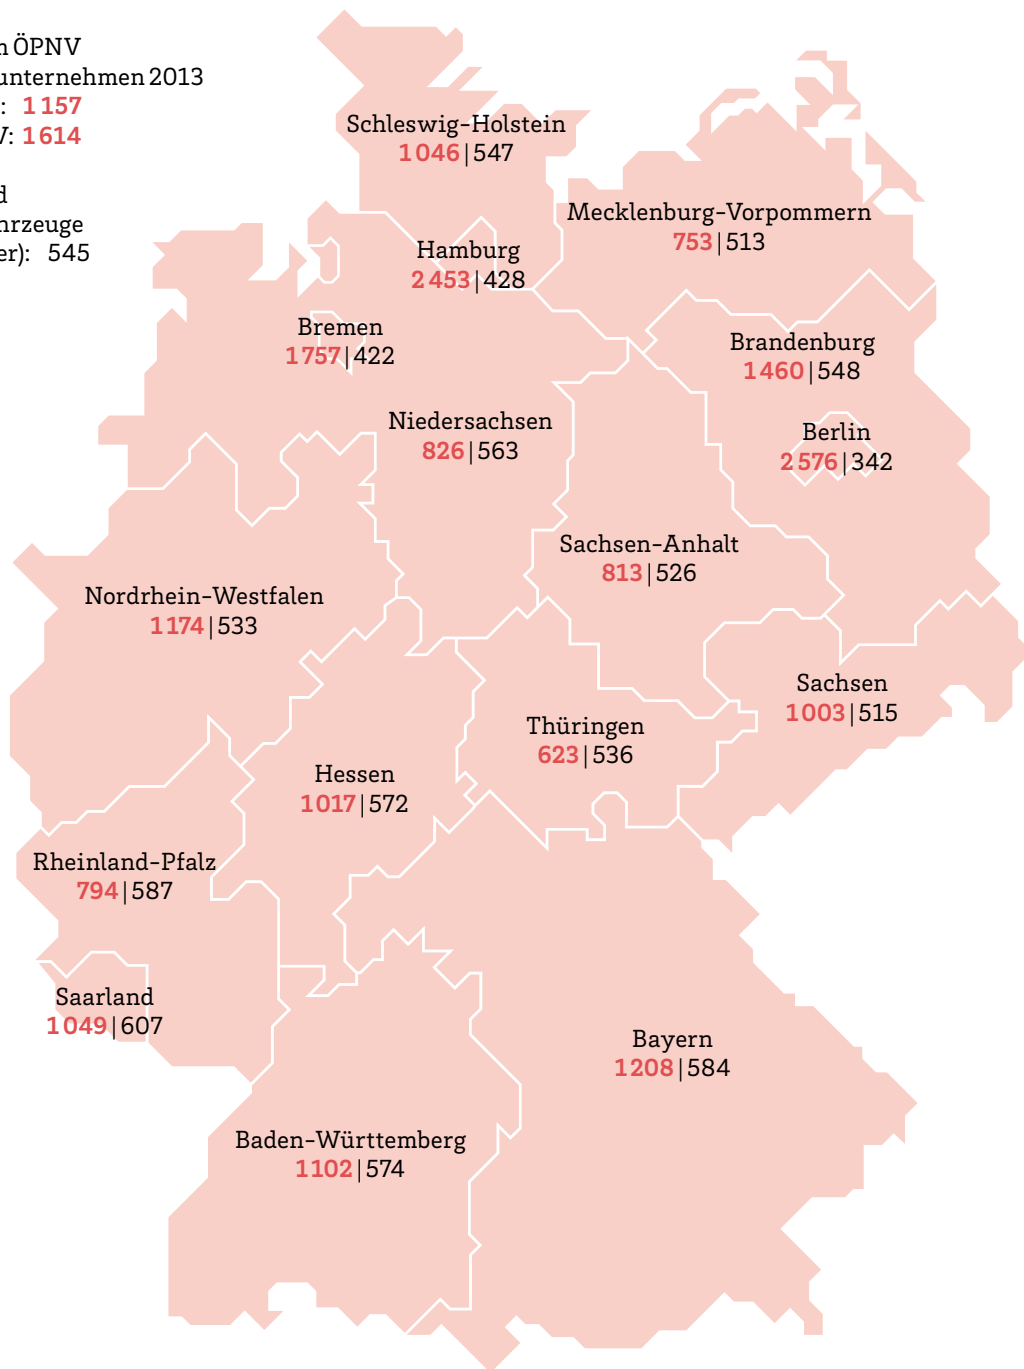 ÖPNV
unternehmen 2013
: 1 157
: 1 614
er): 545
Schleswig-Holstein
1 046|547
Mecklenburg-Vorpommern
753|513
Hamburg
2 453|428
Bremen
1 757|422
Brandenburg
1 460|548
Niedersachsen
826|563
Berlin
2 576|342
Sachsen-Anhalt
813|526
Nordrhein-Westfalen
1 174|533
Sachsen
1 003|515
Thüringen
623|536
Hessen
1 017|572
Rheinland-Pfalz
794|587
Saarland
1 049|607
Bayern
1 208|584
Baden-Württemberg
1 102|574